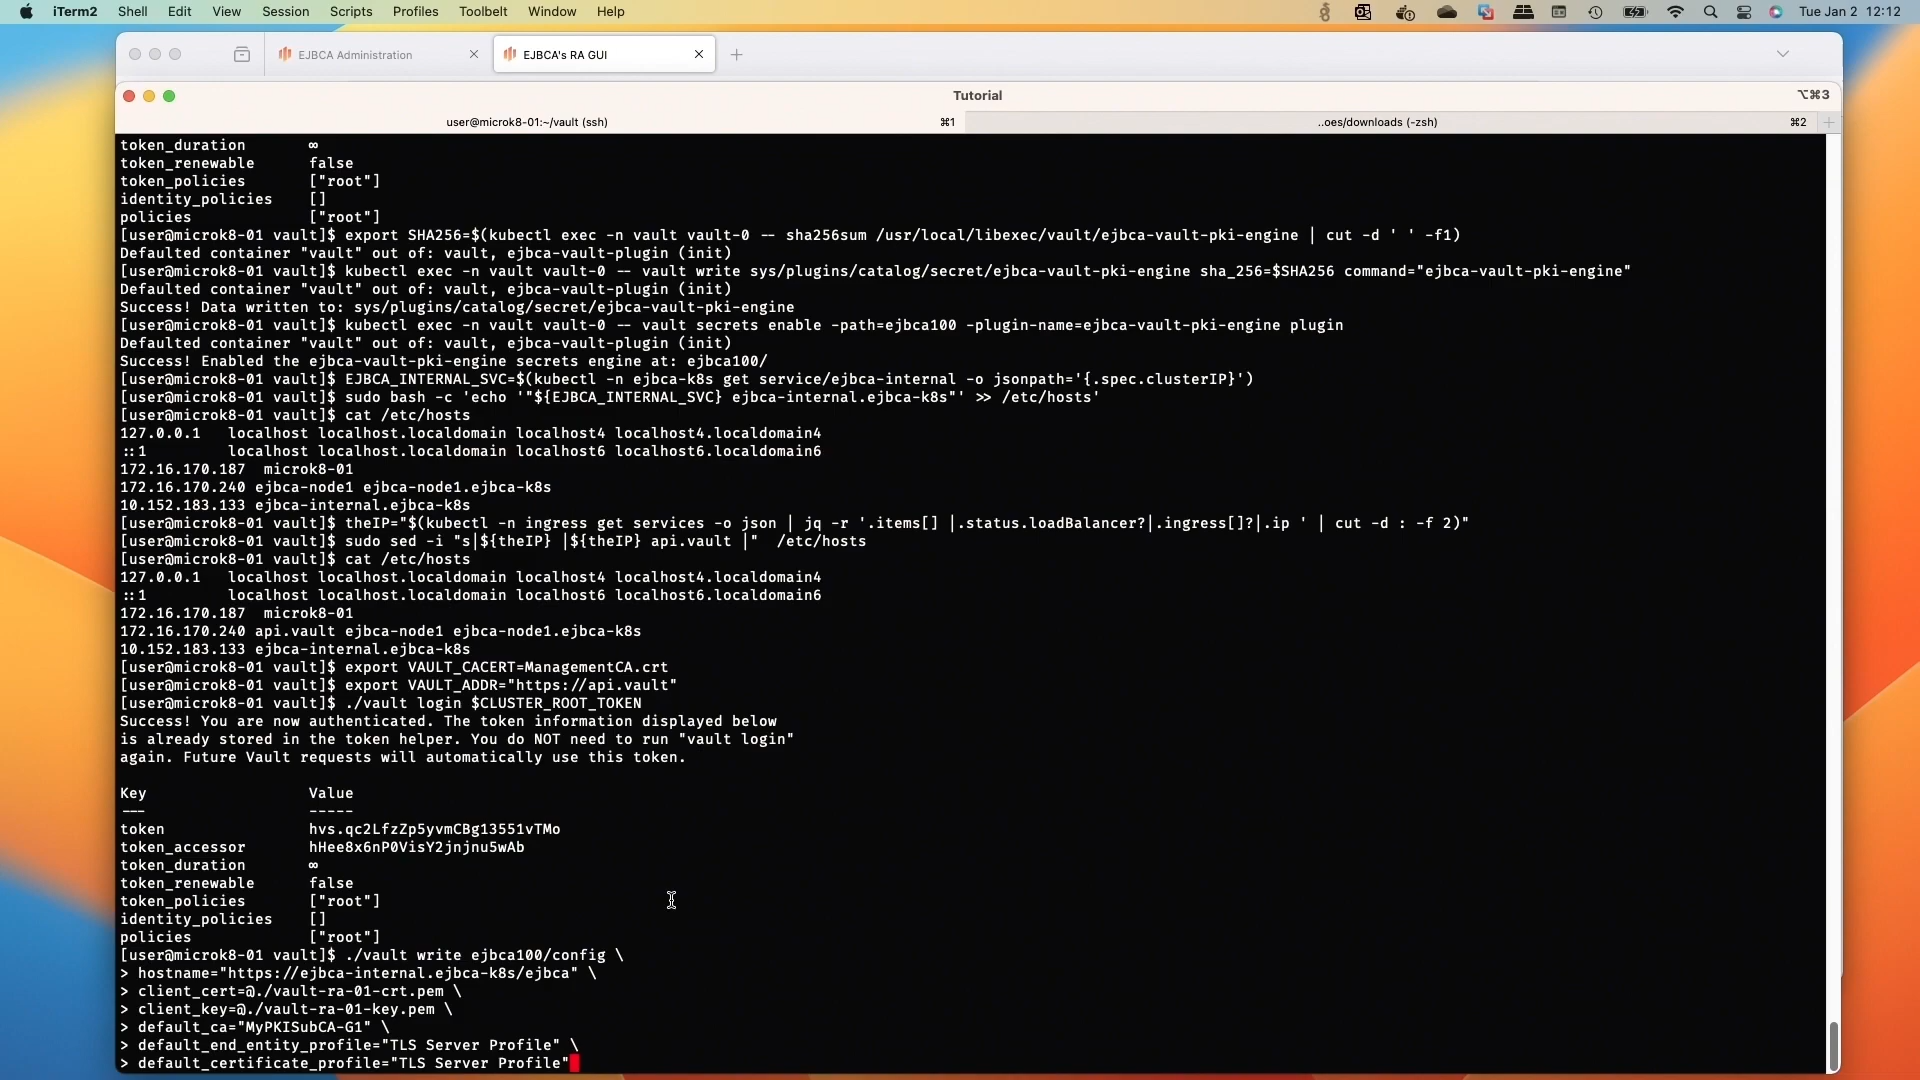 iTerm2 Shell Edit View Session Scripts Profiles Toolbelt Window Help Tue Jan 2 12:12
EJBCA Administration
EJBCA's RA GUI
Tutorial ⌥⌘3
user@microk8-01:~/vault (ssh) ⌘1 ..oes/downloads (-zsh) ⌘2
token_duration ∞
token_renewable false
token_policies ["root"]
identity_policies []
policies ["root"]
[user@microk8-01 vault]$ export SHA256=$(kubectl exec -n vault vault-0 -- sha256sum /usr/local/libexec/vault/ejbca-vault-pki-engine | cut -d ' ' -f1)
Defaulted container "vault" out of: vault, ejbca-vault-plugin (init)
[user@microk8-01 vault]$ kubectl exec -n vault vault-0 -- vault write sys/plugins/catalog/secret/ejbca-vault-pki-engine sha_256=$SHA256 command="ejbca-vault-pki-engine"
Defaulted container "vault" out of: vault, ejbca-vault-plugin (init)
Success! Data written to: sys/plugins/catalog/secret/ejbca-vault-pki-engine
[user@microk8-01 vault]$ kubectl exec -n vault vault-0 -- vault secrets enable -path=ejbca100 -plugin-name=ejbca-vault-pki-engine plugin
Defaulted container "vault" out of: vault, ejbca-vault-plugin (init)
Success! Enabled the ejbca-vault-pki-engine secrets engine at: ejbca100/
[user@microk8-01 vault]$ EJBCA_INTERNAL_SVC=$(kubectl -n ejbca-k8s get service/ejbca-internal -o jsonpath='{.spec.clusterIP}')
[user@microk8-01 vault]$ sudo bash -c 'echo '"${EJBCA_INTERNAL_SVC} ejbca-internal.ejbca-k8s"' >> /etc/hosts'
[user@microk8-01 vault]$ cat /etc/hosts
127.0.0.1 localhost localhost.localdomain localhost4 localhost4.localdomain4
::1 localhost localhost.localdomain localhost6 localhost6.localdomain6
172.16.170.187 microk8-01
172.16.170.240 ejbca-node1 ejbca-node1.ejbca-k8s
10.152.183.133 ejbca-internal.ejbca-k8s
[user@microk8-01 vault]$ theIP="$(kubectl -n ingress get services -o json | jq -r '.items[] |.status.loadBalancer?|.ingress[]?|.ip ' | cut -d : -f 2)"
[user@microk8-01 vault]$ sudo sed -i "s|${theIP} |${theIP} api.vault |" /etc/hosts
[user@microk8-01 vault]$ cat /etc/hosts
127.0.0.1 localhost localhost.localdomain localhost4 localhost4.localdomain4
::1 localhost localhost.localdomain localhost6 localhost6.localdomain6
172.16.170.187 microk8-01
172.16.170.240 api.vault ejbca-node1 ejbca-node1.ejbca-k8s
10.152.183.133 ejbca-internal.ejbca-k8s
[user@microk8-01 vault]$ export VAULT_CACERT=ManagementCA.crt
[user@microk8-01 vault]$ export VAULT_ADDR="https://api.vault"
[user@microk8-01 vault]$ ./vault login $CLUSTER_ROOT_TOKEN
Success! You are now authenticated. The token information displayed below
is already stored in the token helper. You do NOT need to run "vault login"
again. Future Vault requests will automatically use this token.
Key Value
--- -----
token hvs.qc2LfzZp5yvmCBg13551vTMo
token_accessor hHee8x6nP0VisY2jnjnu5wAb
token_duration ∞
token_renewable false
token_policies ["root"]
identity_policies []
policies ["root"]
[user@microk8-01 vault]$ ./vault write ejbca100/config \
> hostname="https://ejbca-internal.ejbca-k8s/ejbca" \
> client_cert=@./vault-ra-01-crt.pem \
> client_key=@./vault-ra-01-key.pem \
> default_ca="MyPKISubCA-G1" \
> default_end_entity_profile="TLS Server Profile" \
> default_certificate_profile="TLS Server Profile"